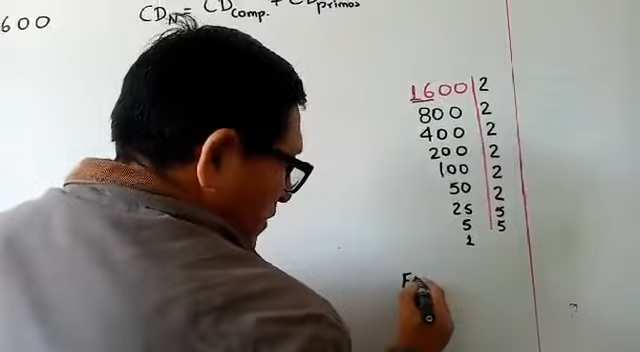 600
CD_N = CD_comp. + CD_primos
1600 | 2
800 | 2
400 | 2
200 | 2
100 | 2
50 | 2
25 | 5
5 | 5
1